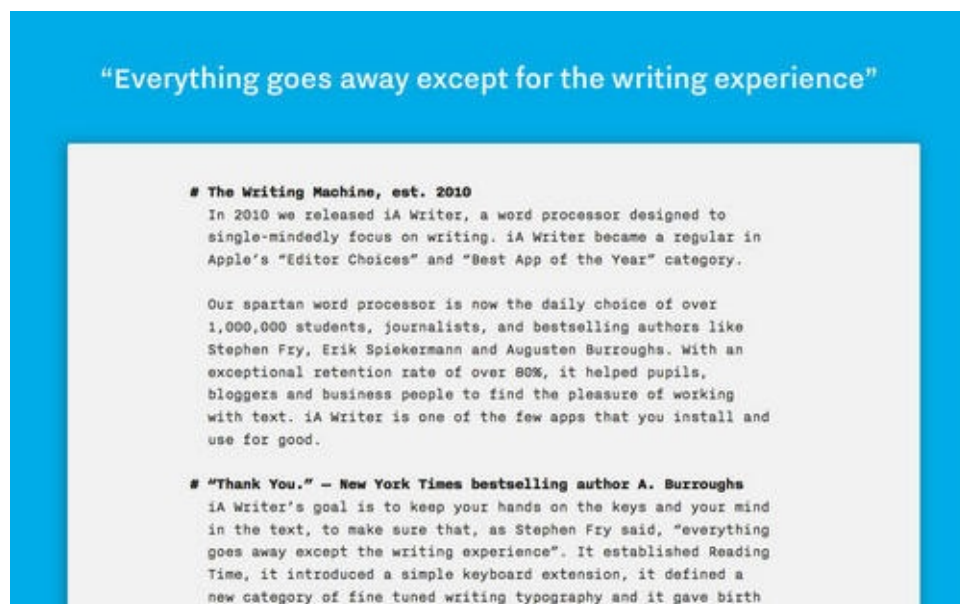 “Everything goes away except for the writing experience”
# The Writing Machine, est. 2010
In 2010 we released iA Writer, a word processor designed to
single-mindedly focus on writing. iA Writer became a regular in
Apple’s “Editor Choices” and “Best App of the Year” category.
Our spartan word processor is now the daily choice of over
1,000,000 students, journalists, and bestselling authors like
Stephen Fry, Erik Spiekermann and Augusten Burroughs. With an
exceptional retention rate of over 80%, it helped pupils,
bloggers and business people to find the pleasure of working
with text. iA Writer is one of the few apps that you install and
use for good.
# “Thank You.” – New York Times bestselling author A. Burroughs
iA Writer’s goal is to keep your hands on the keys and your mind
in the text, to make sure that, as Stephen Fry said, “everything
goes away except the writing experience”. It established Reading
Time, it introduced a simple keyboard extension, it defined a
new category of fine tuned writing typography and it gave birth